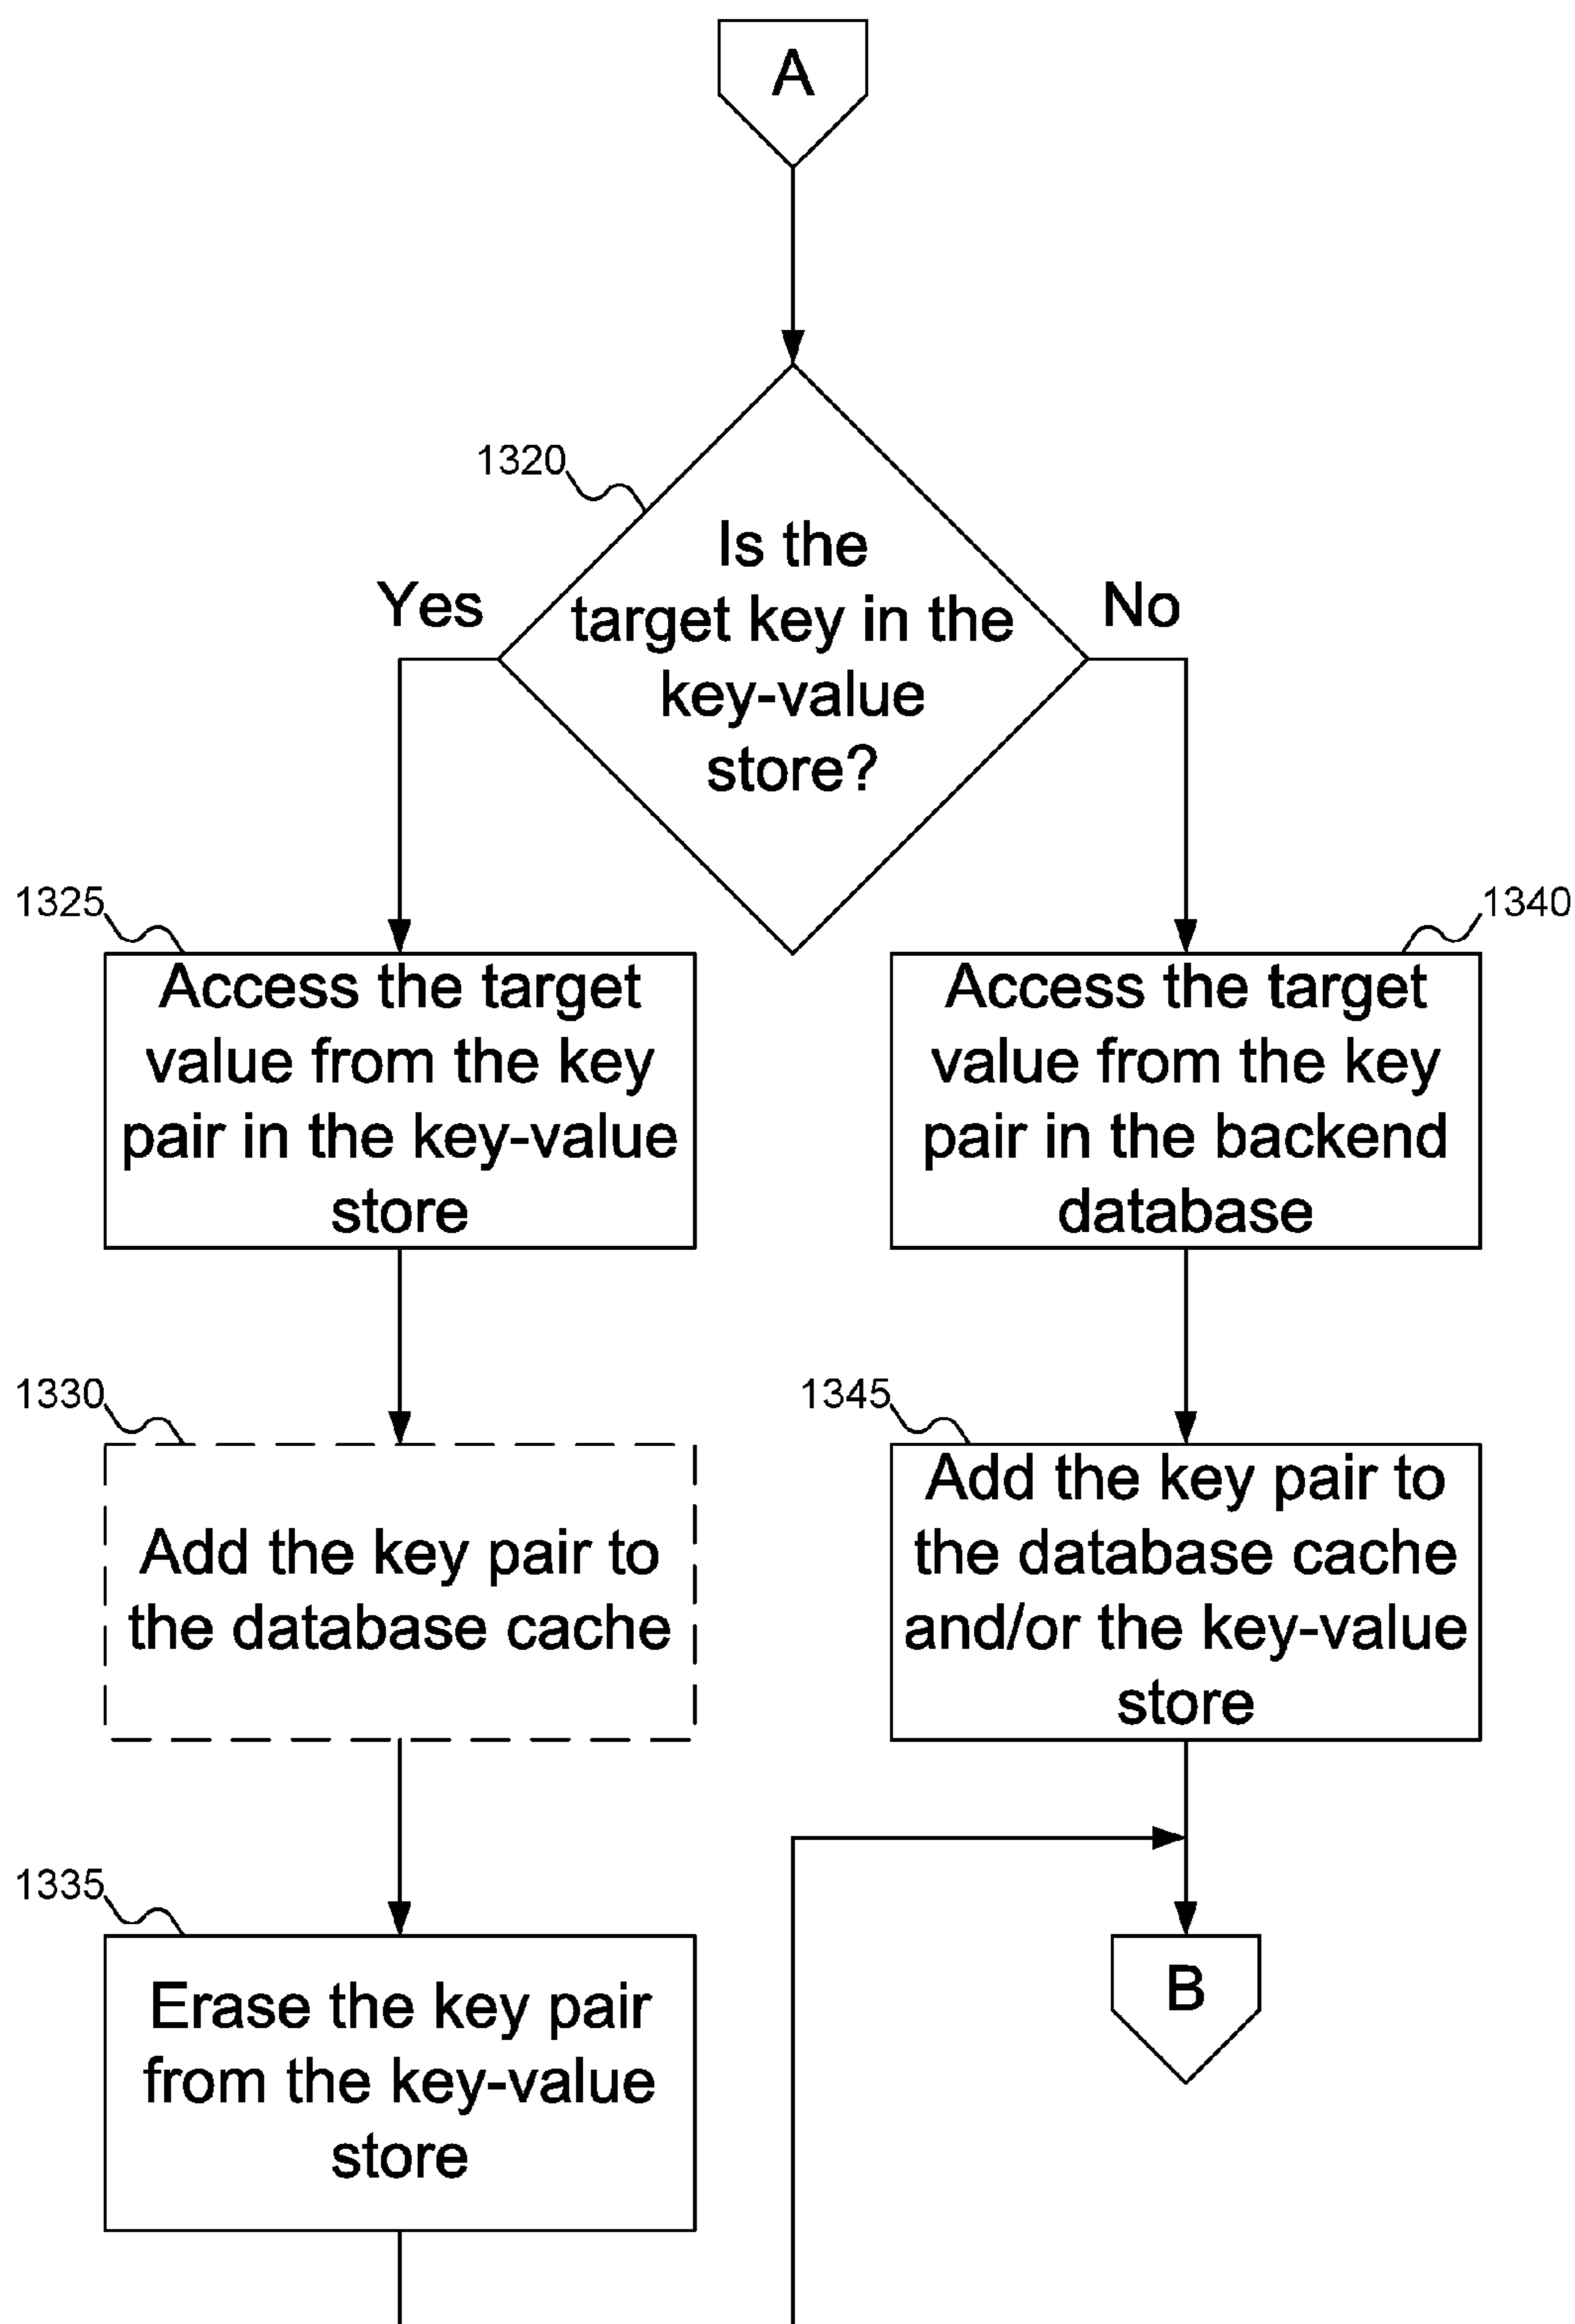 A
1320
Is the
target key in the
key-value
store?
Yes
No
1325
Access the target
value from the key
pair in the key-value
store
1340
Access the target
value from the key
pair in the backend
database
1330
Add the key pair to
the database cache
1345
Add the key pair to
the database cache
and/or the key-value
store
1335
Erase the key pair
from the key-value
store
B